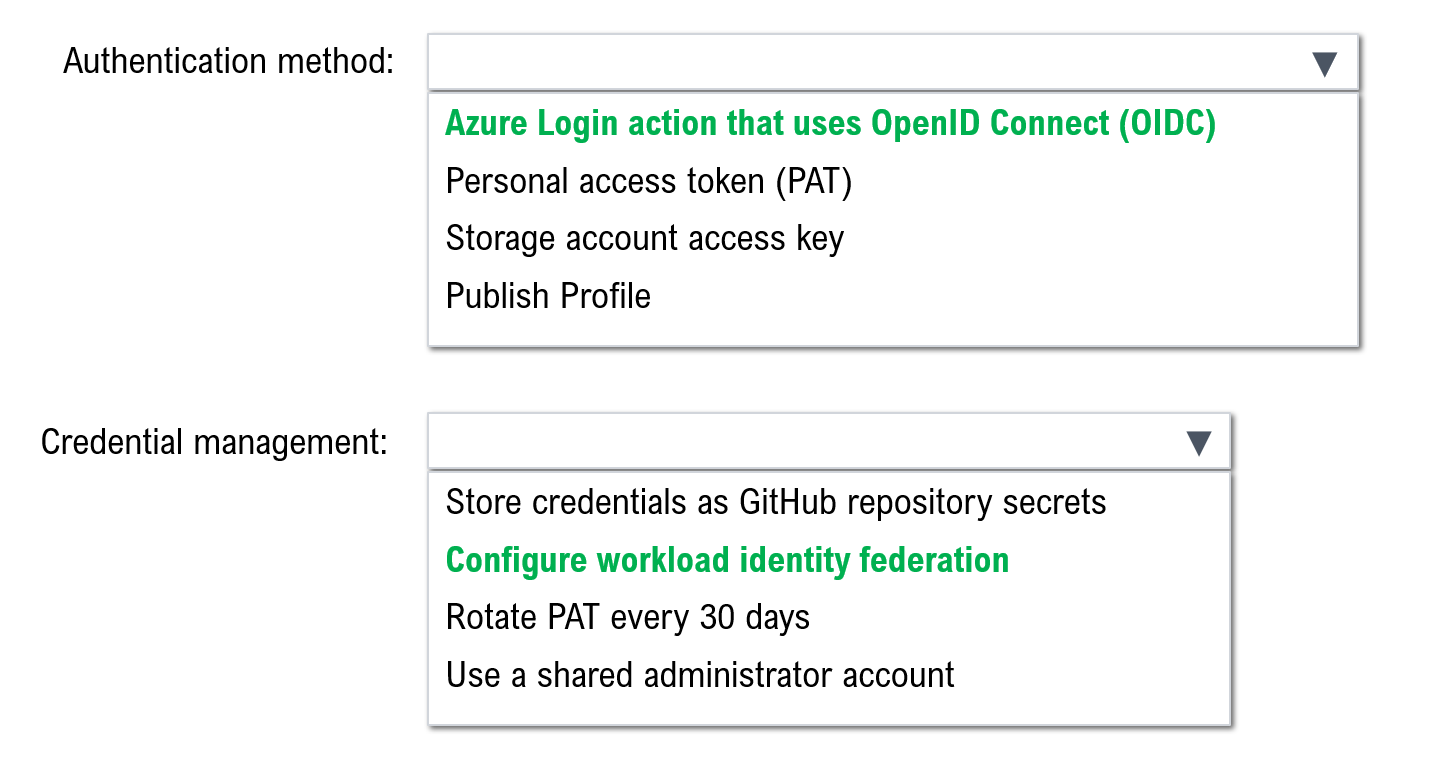 Authentication method:
Azure Login action that uses OpenID Connect (OIDC)
Personal access token (PAT)
Storage account access key
Publish Profile
Credential management:
Store credentials as GitHub repository secrets
Configure workload identity federation
Rotate PAT every 30 days
Use a shared administrator account